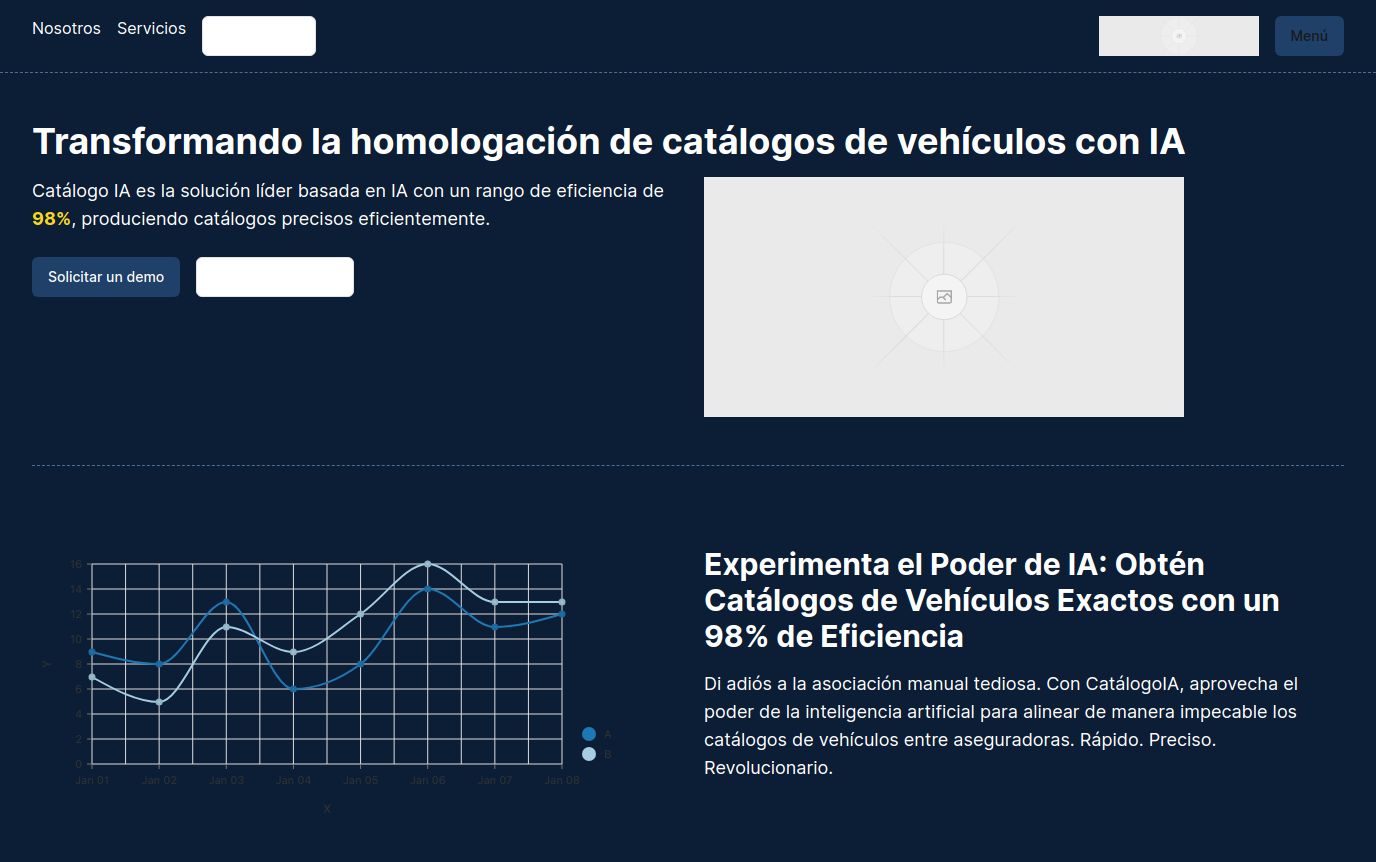 Nosotros Servicios
Menú
Transformando la homologación de catálogos de vehículos con IA
Catálogo IA es la solución líder basada en IA con un rango de eficiencia de
98%, produciendo catálogos precisos eficientemente.
Solicitar un demo
16
14
12
10
8
6
4
2
0
Y
Jan 01 Jan 02 Jan 03 Jan 04 Jan 05 Jan 06 Jan 07 Jan 08
X
A
B
Experimenta el Poder de IA: Obtén
Catálogos de Vehículos Exactos con un
98% de Eficiencia
Di adiós a la asociación manual tediosa. Con CatálogoIA, aprovecha el
poder de la inteligencia artificial para alinear de manera impecable los
catálogos de vehículos entre aseguradoras. Rápido. Preciso.
Revolucionario.